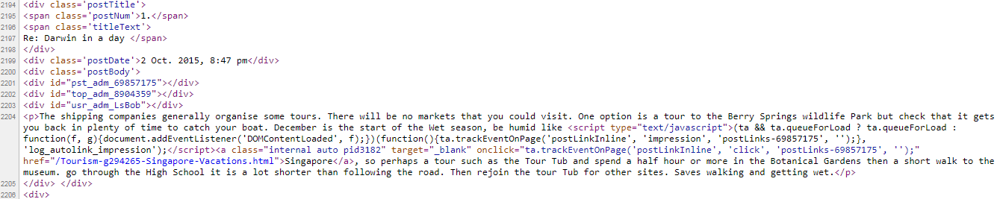 2194 <div class='postTitle'>
2195 <span class='postNum'>1.</span>
2196 <span class='titleText'>
2197 Re: Darwin in a day </span>
2198 </div>
2199 <div class='postDate'>2 Oct. 2015, 8:47 pm</div>
2200 <div class='postBody'>
2201 <div id="pst_adm_69857175"></div>
2202 <div id="top_adm_8904359"></div>
2203 <div id="usr_adm_LsBob"></div>
2204 <p>The shipping companies generally organise some tours. There will be no markets that you could visit. One option is a tour to the Berry Springs wildlife Park but check that it gets
you back in plenty of time to catch your boat. December is the start of the Wet season, be humid like <script type="text/javascript">(ta && ta.queueForLoad ? ta.queueForLoad :
function(f, g){document.addEventListener('DOMContentLoaded', f);})(function(){ta.trackEventOnPage('postLinkInline', 'impression', 'postLinks-69857175', '');},
'log_autolink_impression');</script><a class="internal auto pid3182" target="_blank" onclick="ta.trackEventOnPage('postLinkInline', 'click', 'postLinks-69857175', '');"
href="/Tourism-g294265-Singapore-Vacations.html">Singapore</a>, so perhaps a tour such as the Tour Tub and spend a half hour or more in the Botanical Gardens then a short walk to the
museum. go through the High School it is a lot shorter than following the road. Then rejoin the tour Tub for other sites. Saves walking and getting wet.</p>
2205 </div> </div>
2206 <div>